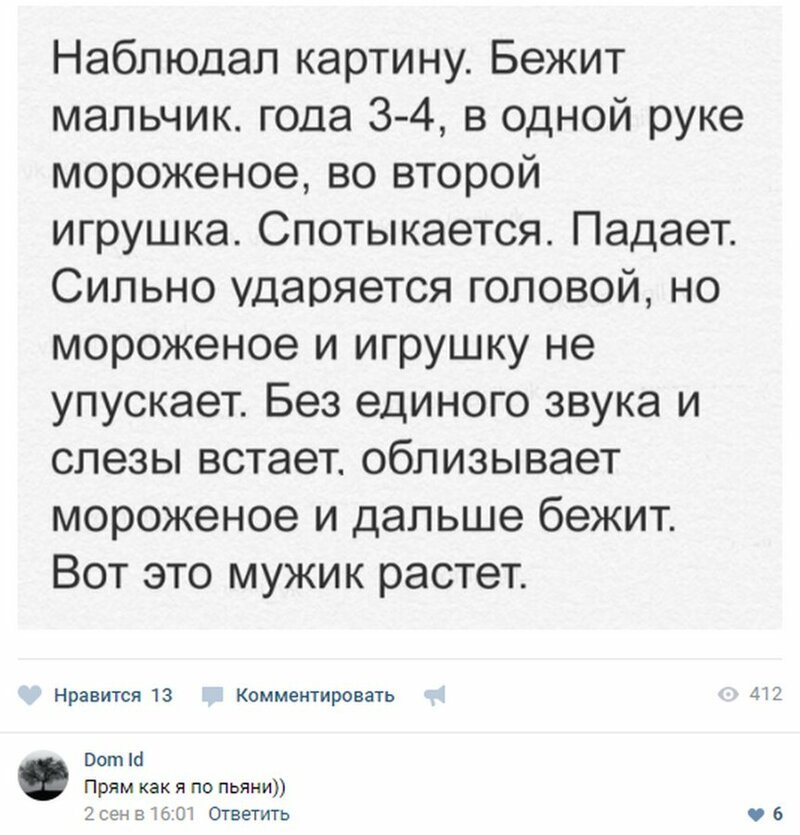 Наблюдал картину. Бежит
мальчик. года 3-4, в одной руке
мороженое, во второй
игрушка. Спотыкается. Падает.
Сильно ударяется головой, но
мороженое и игрушку не
упускает. Без единого звука и
слезы встает. облизывает
мороженое и дальше бежит.
Вот это мужик растет.
Нравится 13 Комментировать 412
Dom Id
Прям как я по пьяни))
2 сен в 16:01 Ответить 6